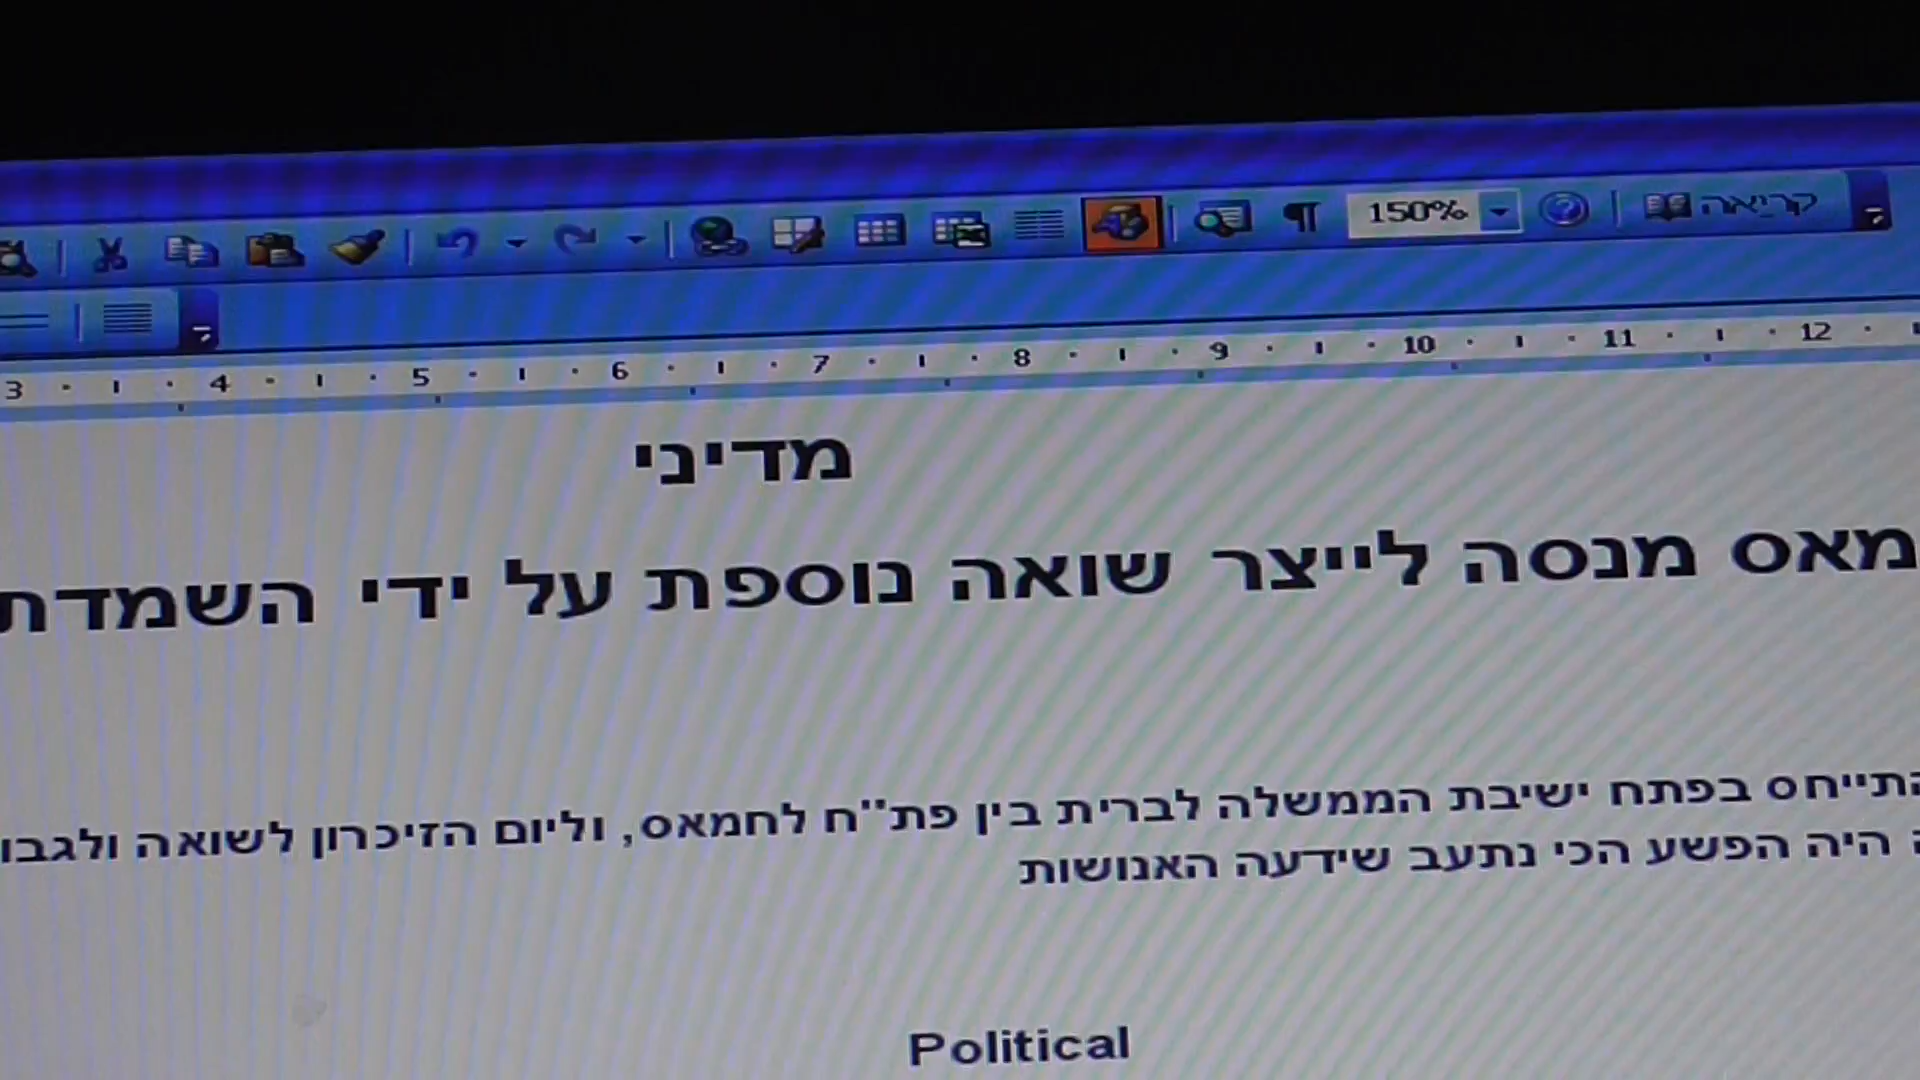 150%
קריאה
3 4 5 6 7 8 9 10 11 12
מדיני
מאס מנסה לייצר שואה נוספת על ידי השמדת
התייחס בפתח ישיבת הממשלה לברית בין פת"ח לחמאס, וליום הזיכרון לשואה ולגבו
היה הפשע הכי נתעב שידעה האנושות
Political